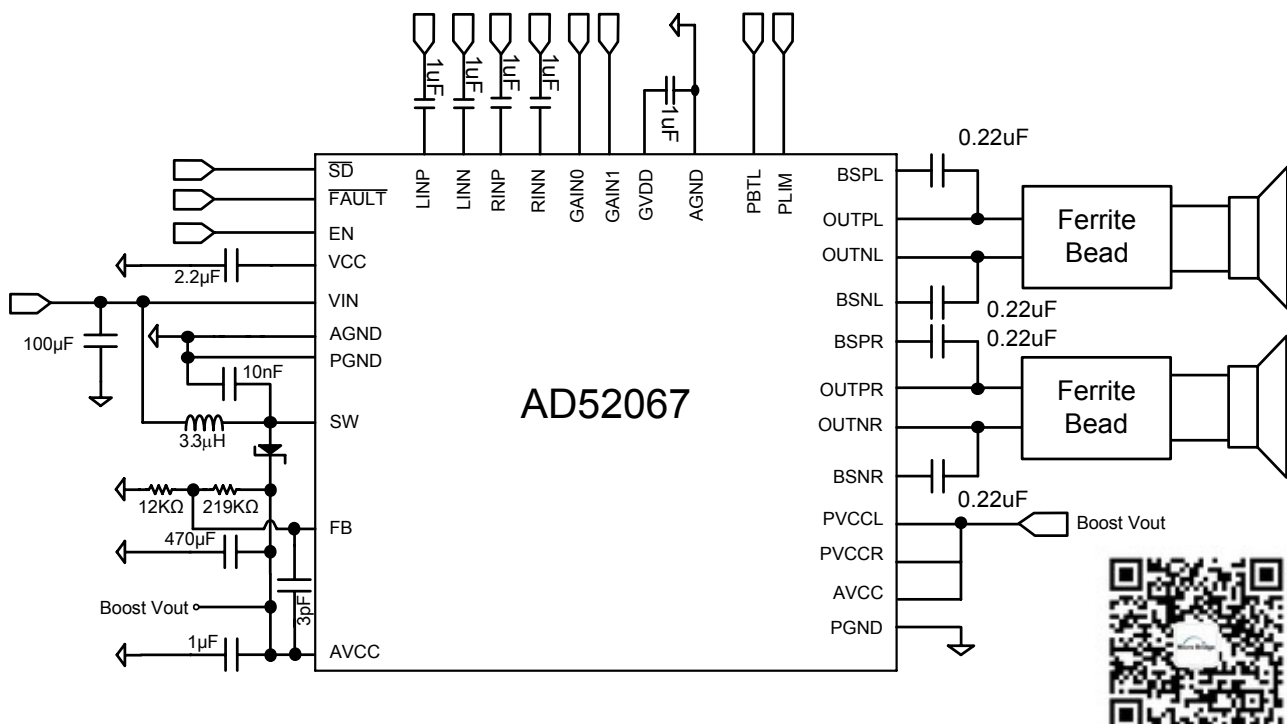 1uF
1uF
1uF
1uF
1uF
LINP
LINN
RINP
RINN
GAIN0
GAIN1
GVDD
AGND
PBTL
PLIM
SD
FAULT
EN
VCC
2.2µF
VIN
100µF
AGND
PGND
10nF
SW
3.3µH
12KΩ
219KΩ
FB
470µF
3pF
Boost Vout
1µF
AVCC
AD52067
BSPL
0.22uF
OUTPL
OUTNL
BSNL
0.22uF
Ferrite
Bead
BSPR
0.22uF
OUTPR
OUTNR
BSNR
0.22uF
Ferrite
Bead
PVCCL
Boost Vout
PVCCR
AVCC
PGND